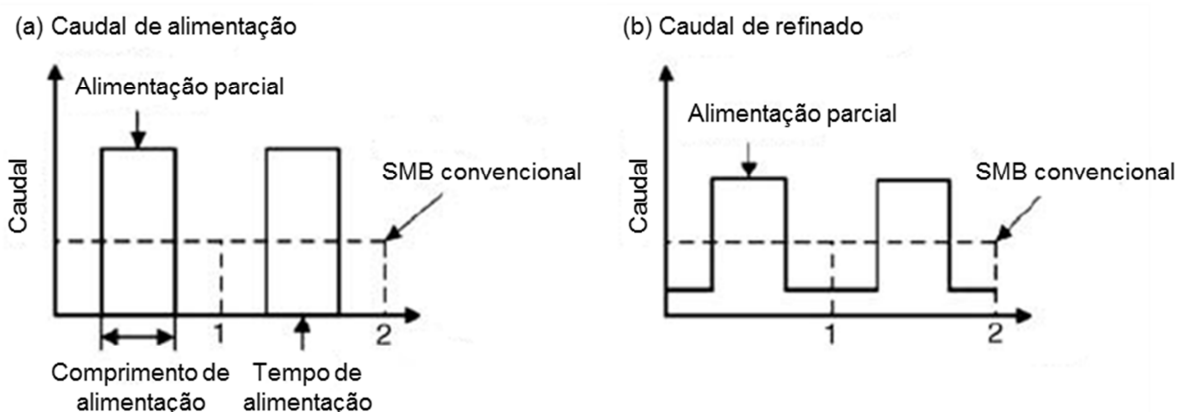 (a) Caudal de alimentação
Alimentação parcial
SMB convencional
Caudal
1
2
Comprimento de
alimentação
Tempo de
alimentação
(b) Caudal de refinado
Alimentação parcial
SMB convencional
Caudal
1
2